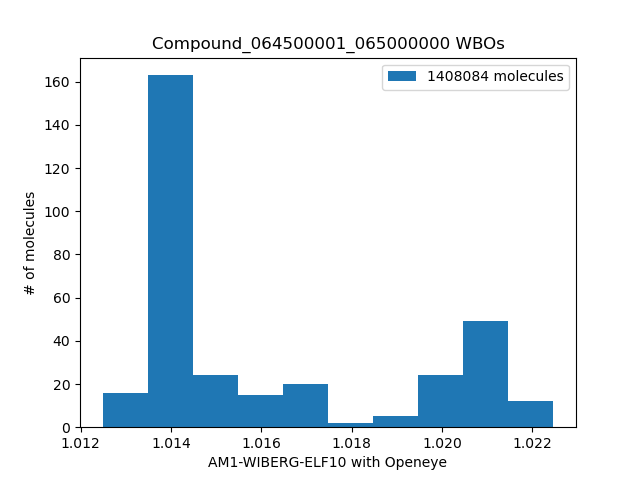 Compound_064500001_065000000 WBOs
1408084 molecules
# of molecules
160
140
120
100
80
60
40
20
0
1.012 1.014 1.016 1.018 1.020 1.022
AM1-WIBERG-ELF10 with Openeye